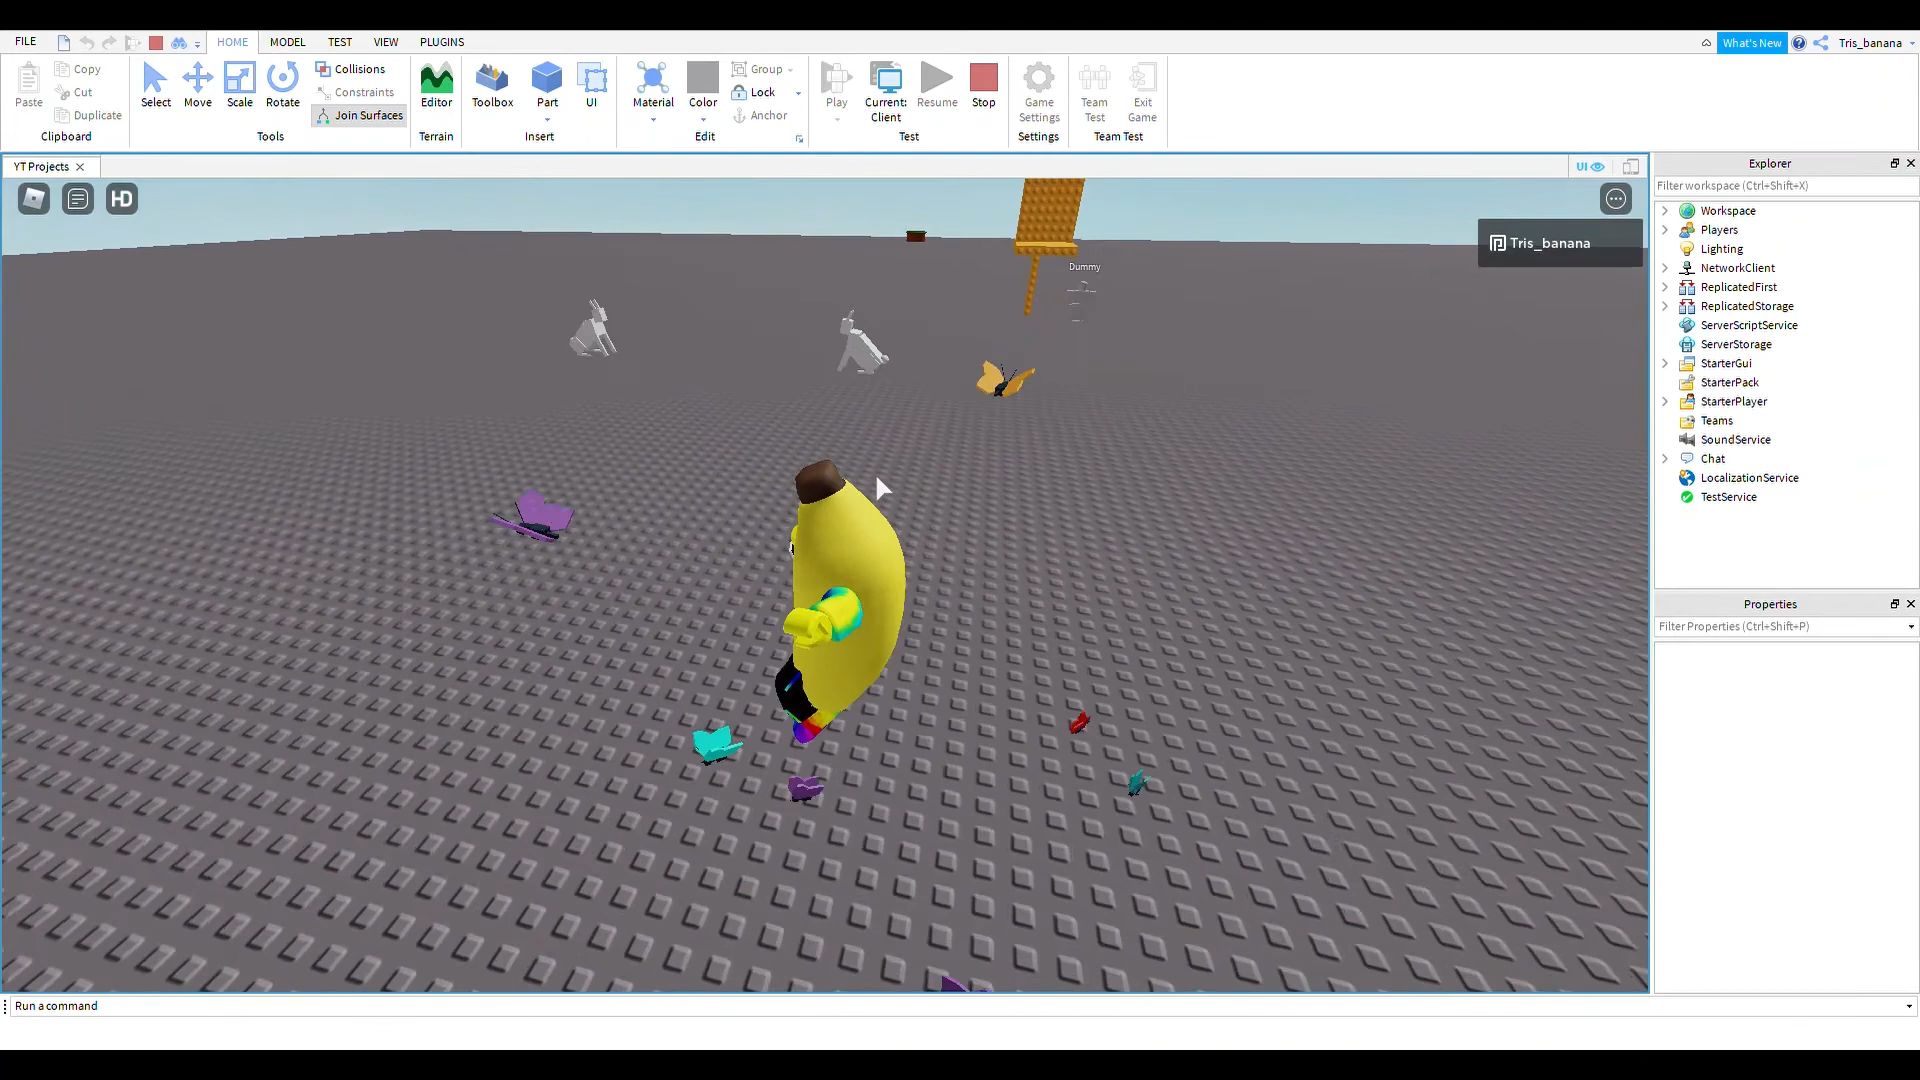 FILE HOME MODEL TEST VIEW PLUGINS What's New Tris_banana
Paste Copy Cut Duplicate Clipboard
Select Move Scale Rotate Collisions Constraints Join Surfaces Tools
Editor Terrain
Toolbox Part UI Insert
Material Color Group Lock Anchor Edit
Play Current: Client Resume Stop Test
Game Settings Settings
Team Test Exit Game Team Test
YT Projects
UI
HD
Tris_banana
Dummy
Explorer
Filter workspace (Ctrl+Shift+X)
Workspace
Players
Lighting
NetworkClient
ReplicatedFirst
ReplicatedStorage
ServerScriptService
ServerStorage
StarterGui
StarterPack
StarterPlayer
Teams
SoundService
Chat
LocalizationService
TestService
Properties
Filter Properties (Ctrl+Shift+P)
Run a command